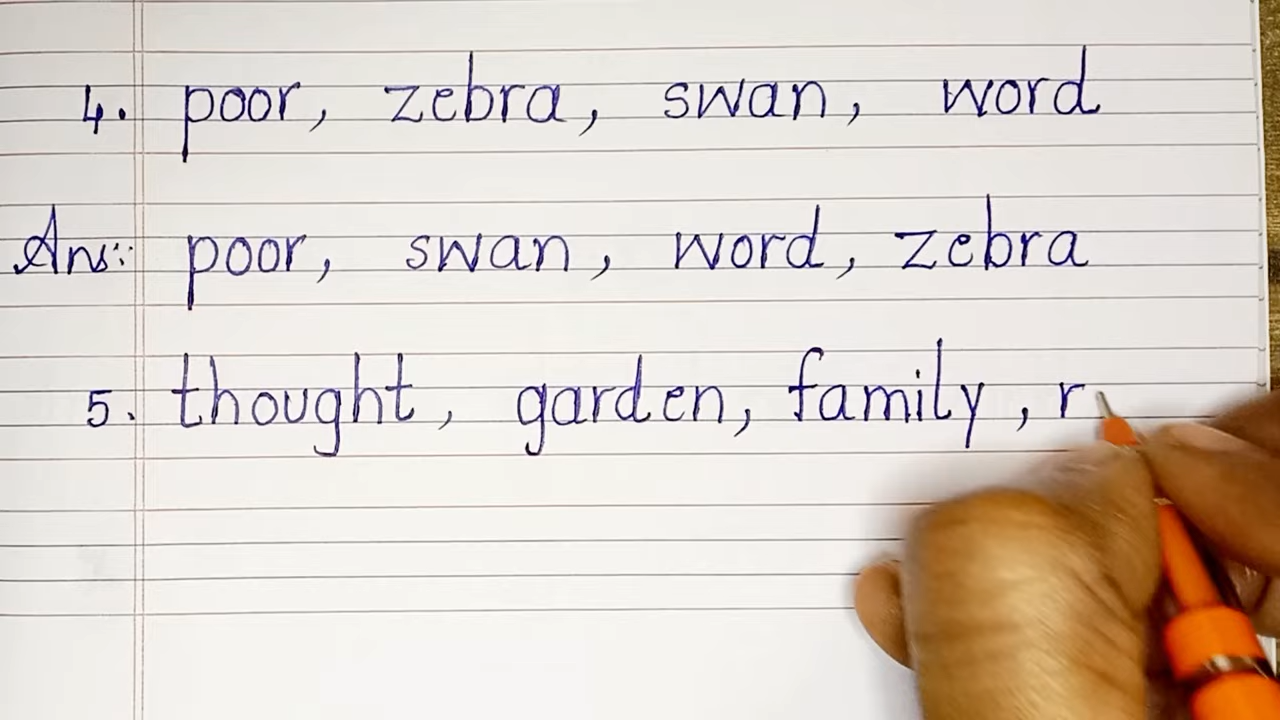 4. poor, zebra, swan, word
Ans: poor, swan, word, zebra
5. thought, garden, family, r